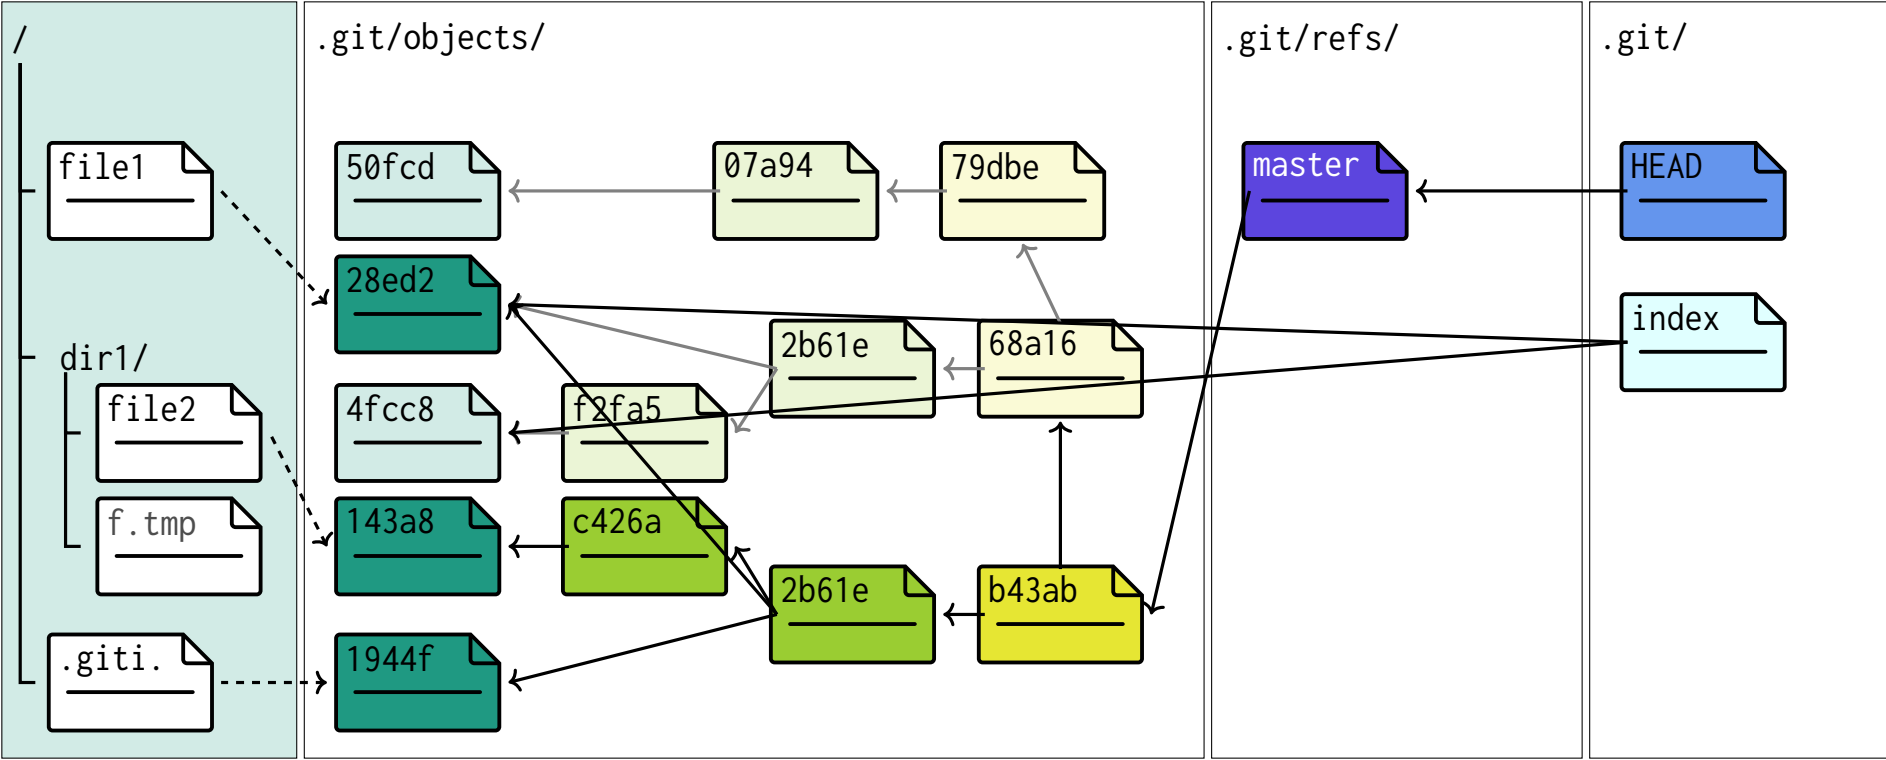 /
.git/objects/
.git/refs/
.git/
file1
50fcd
07a94
79dbe
master
HEAD
28ed2
index
dir1/
2b61e
68a16
file2
4fcc8
f2fa5
f.tmp
143a8
c426a
2b61e
b43ab
.giti.
1944f